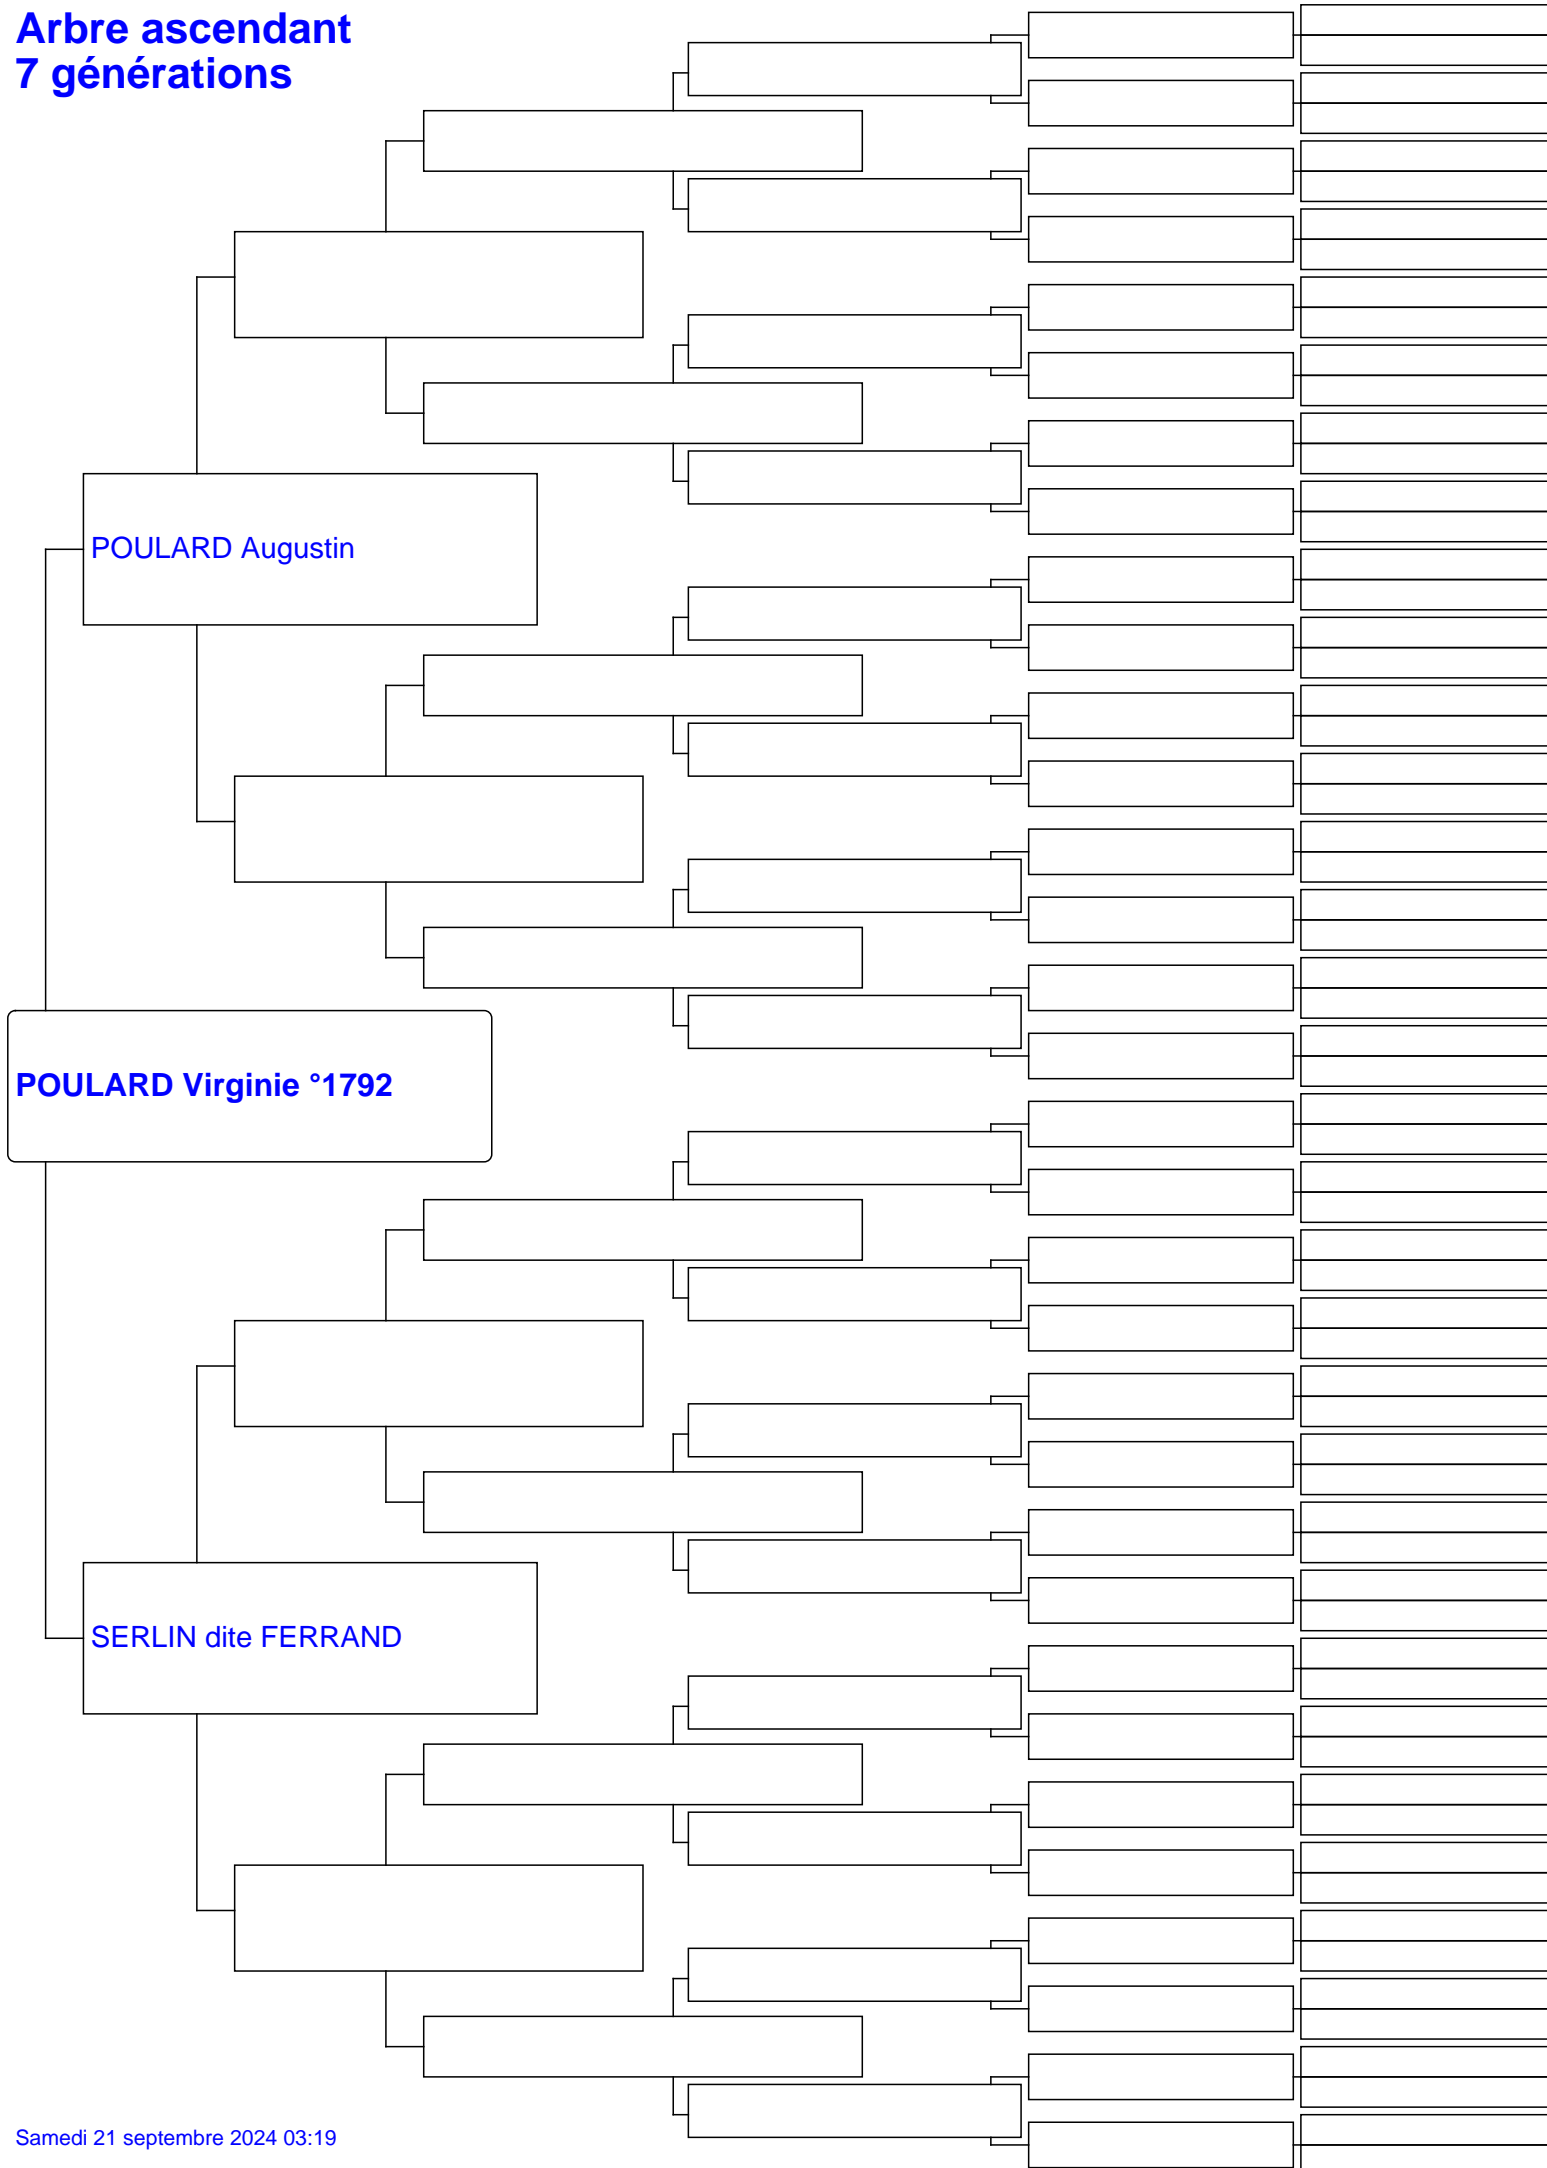 Arbre ascendant
7 générations
POULARD Augustin
POULARD Virginie °1792
SERLIN dite FERRAND
Samedi 21 septembre 2024 03:19